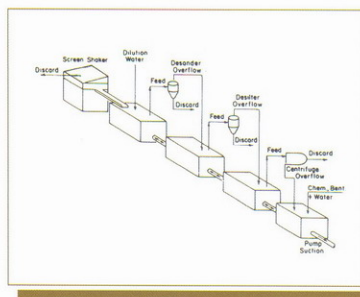 Screen Shaker
Discard
Dilution
Water
Feed
Desander
Overflow
Discard
Feed
Desilter
Overflow
Discard
Feed
Discard
Centrifuge
Overflow
Chem, Bent
+ Water
Pump
Suction